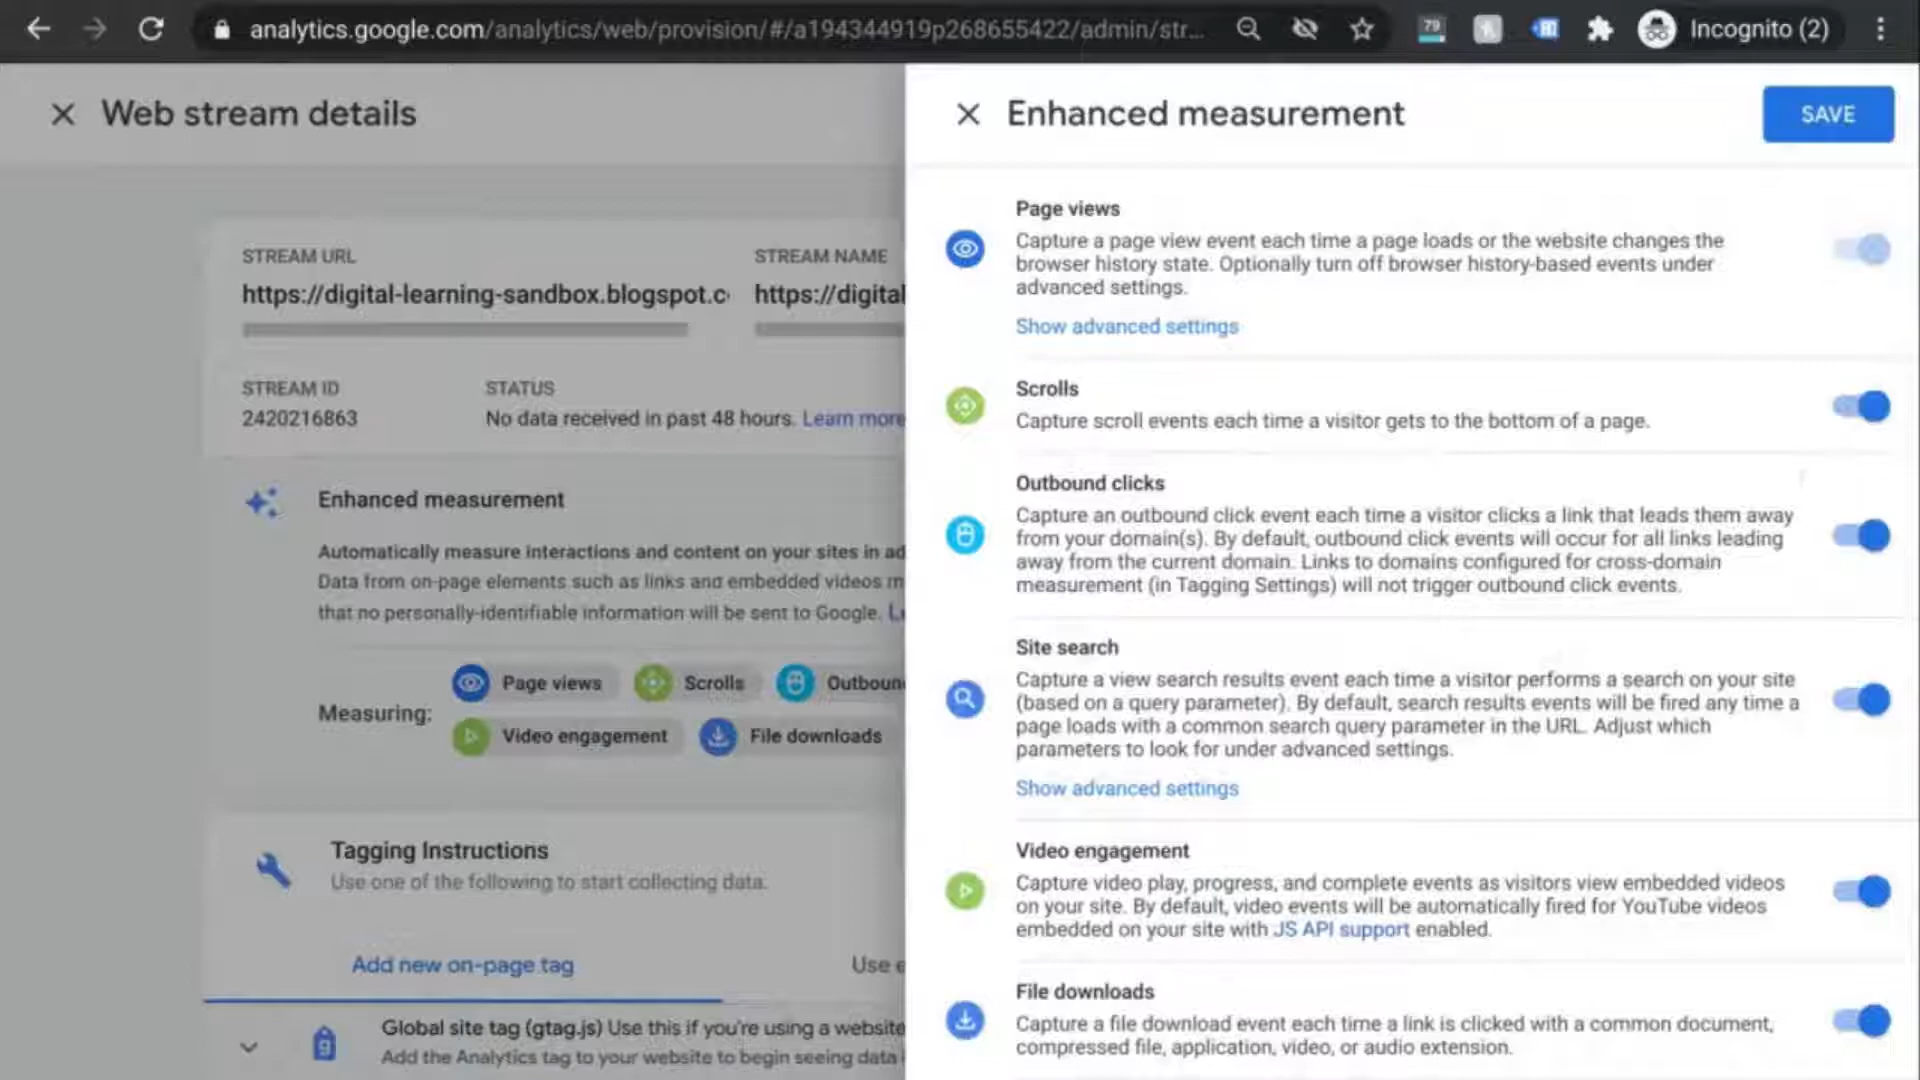 analytics.google.com/analytics/web/provision/#/a194344919p268655422/admin/str...
79
Incognito (2)
Web stream details
STREAM URL
STREAM NAME
https://digital-learning-sandbox.blogspot.c
https://digital
STREAM ID
STATUS
2420216863
No data received in past 48 hours. Learn more
Enhanced measurement
Automatically measure interactions and content on your sites in ad
Data from on-page elements such as links and embedded videos m
that no personally-identifiable information will be sent to Google. L
Measuring:
Page views
Scrolls
Outboun
Video engagement
File downloads
Tagging Instructions
Use one of the following to start collecting data.
Add new on-page tag
Use e
g
Global site tag (gtag.js) Use this if you're using a website
Add the Analytics tag to your website to begin seeing data
Enhanced measurement
SAVE
Page views
Capture a page view event each time a page loads or the website changes the
browser history state. Optionally turn off browser history-based events under
advanced settings.
Show advanced settings
Scrolls
Capture scroll events each time a visitor gets to the bottom of a page.
Outbound clicks
Capture an outbound click event each time a visitor clicks a link that leads them away
from your domain(s). By default, outbound click events will occur for all links leading
away from the current domain. Links to domains configured for cross-domain
measurement (in Tagging Settings) will not trigger outbound click events.
Site search
Capture a view search results event each time a visitor performs a search on your site
(based on a query parameter). By default, search results events will be fired any time a
page loads with a common search query parameter in the URL. Adjust which
parameters to look for under advanced settings.
Show advanced settings
Video engagement
Capture video play, progress, and complete events as visitors view embedded videos
on your site. By default, video events will be automatically fired for YouTube videos
embedded on your site with JS API support enabled.
File downloads
Capture a file download event each time a link is clicked with a common document,
compressed file, application, video, or audio extension.